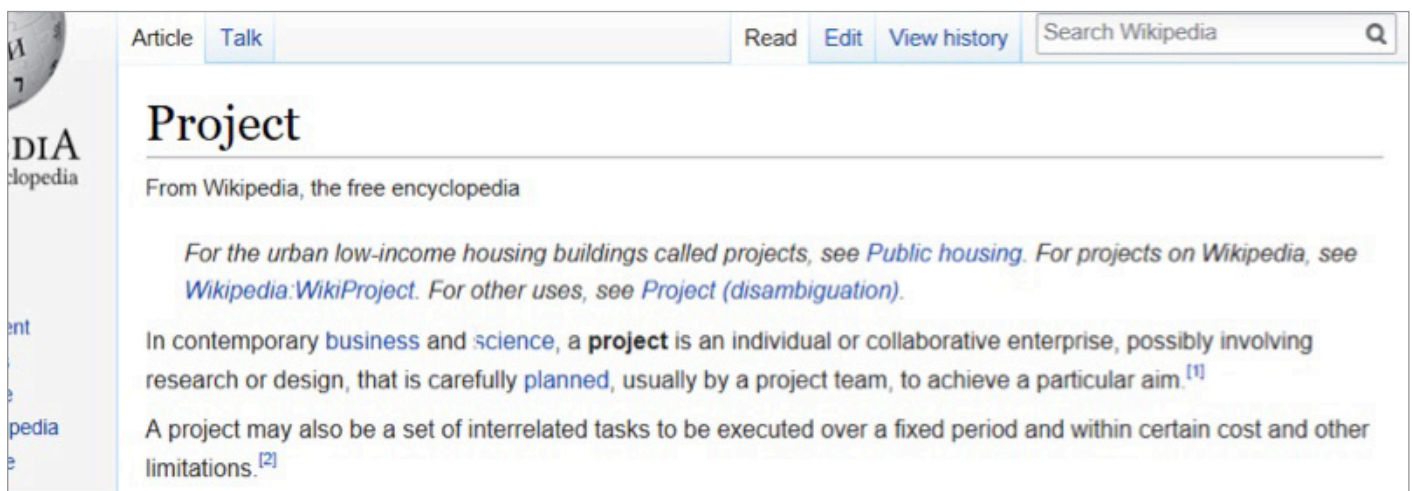 Article Talk Read Edit View history Search Wikipedia
Project
From Wikipedia, the free encyclopedia
For the urban low-income housing buildings called projects, see Public housing. For projects on Wikipedia, see
Wikipedia:WikiProject. For other uses, see Project (disambiguation).
In contemporary business and science, a project is an individual or collaborative enterprise, possibly involving
research or design, that is carefully planned, usually by a project team, to achieve a particular aim.[1]
A project may also be a set of interrelated tasks to be executed over a fixed period and within certain cost and other
limitations.[2]